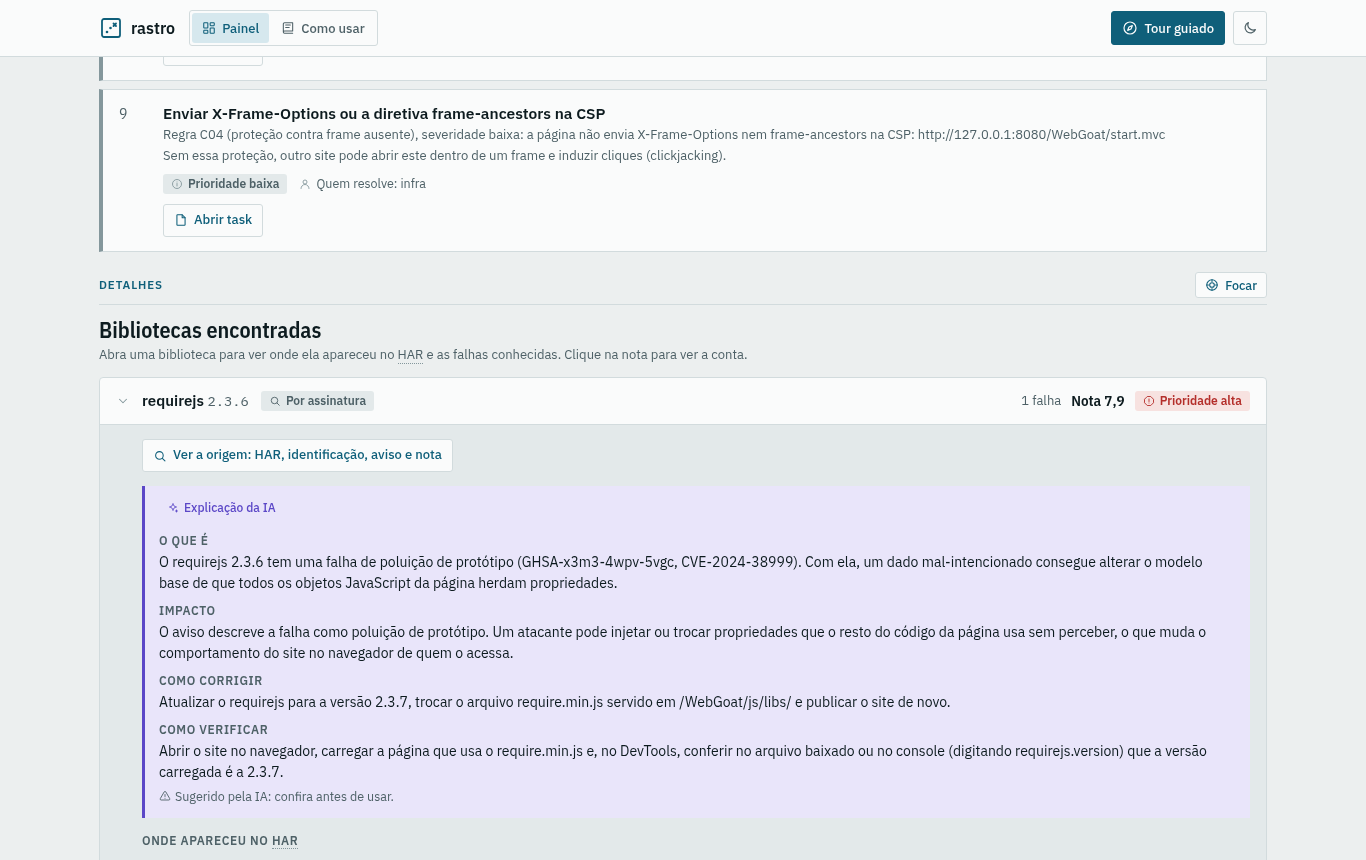 rastro
Painel
Como usar
Tour guiado
9
Enviar X-Frame-Options ou a diretiva frame-ancestors na CSP
Regra C04 (proteção contra frame ausente), severidade baixa: a página não envia X-Frame-Options nem frame-ancestors na CSP: http://127.0.0.1:8080/WebGoat/start.mvc
Sem essa proteção, outro site pode abrir este dentro de um frame e induzir cliques (clickjacking).
Prioridade baixa
Quem resolve: infra
Abrir task
DETALHES
Focar
Bibliotecas encontradas
Abra uma biblioteca para ver onde ela apareceu no HAR e as falhas conhecidas. Clique na nota para ver a conta.
requirejs 2.3.6
Por assinatura
1 falha
Nota 7,9
Prioridade alta
Ver a origem: HAR, identificação, aviso e nota
Explicação da IA
O QUE É
O requirejs 2.3.6 tem uma falha de poluição de protótipo (GHSA-x3m3-4wpv-5vgc, CVE-2024-38999). Com ela, um dado mal-intencionado consegue alterar o modelo
base de que todos os objetos JavaScript da página herdam propriedades.
IMPACTO
O aviso descreve a falha como poluição de protótipo. Um atacante pode injetar ou trocar propriedades que o resto do código da página usa sem perceber, o que muda o
comportamento do site no navegador de quem o acessa.
COMO CORRIGIR
Atualizar o requirejs para a versão 2.3.7, trocar o arquivo require.min.js servido em /WebGoat/js/libs/ e publicar o site de novo.
COMO VERIFICAR
Abrir o site no navegador, carregar a página que usa o require.min.js e, no DevTools, conferir no arquivo baixado ou no console (digitando requirejs.version) que a versão
carregada é a 2.3.7.
Sugerido pela IA: confira antes de usar.
ONDE APARECEU NO HAR